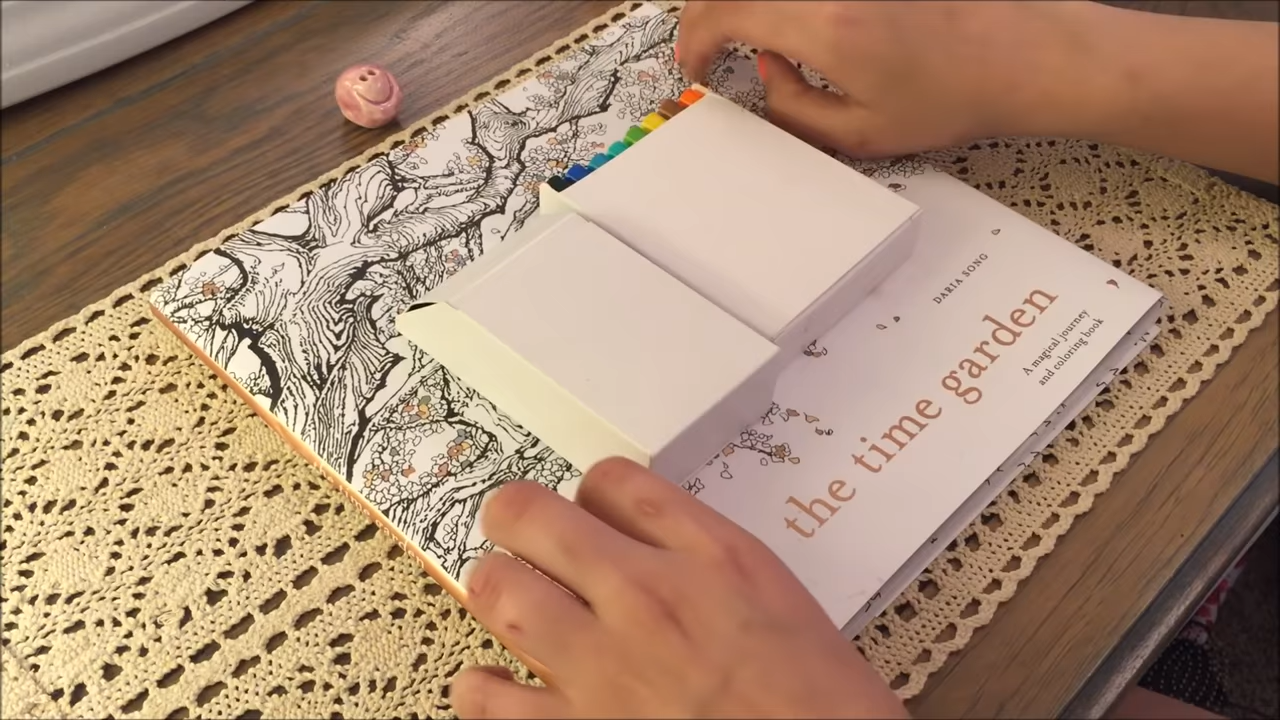 DARIA SONG
the time garden
A magical journey
and coloring book